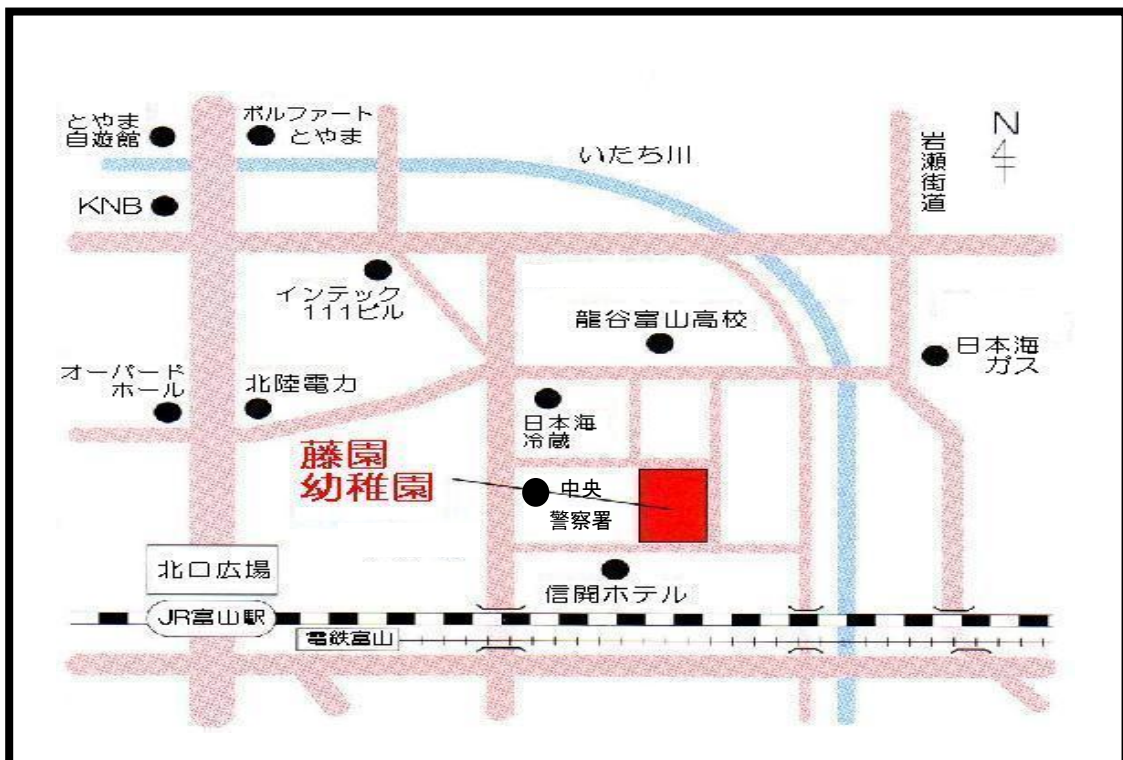 とやま
自遊館
ボルファート
とやま
いたち川
岩瀬街道
N
KNB
インテック
111ビル
龍谷富山高校
日本海
ガス
オーバード
ホール
北陸電力
日本海
冷蔵
藤園
幼稚園
中央
警察署
北口広場
信開ホテル
JR富山駅
電鉄富山